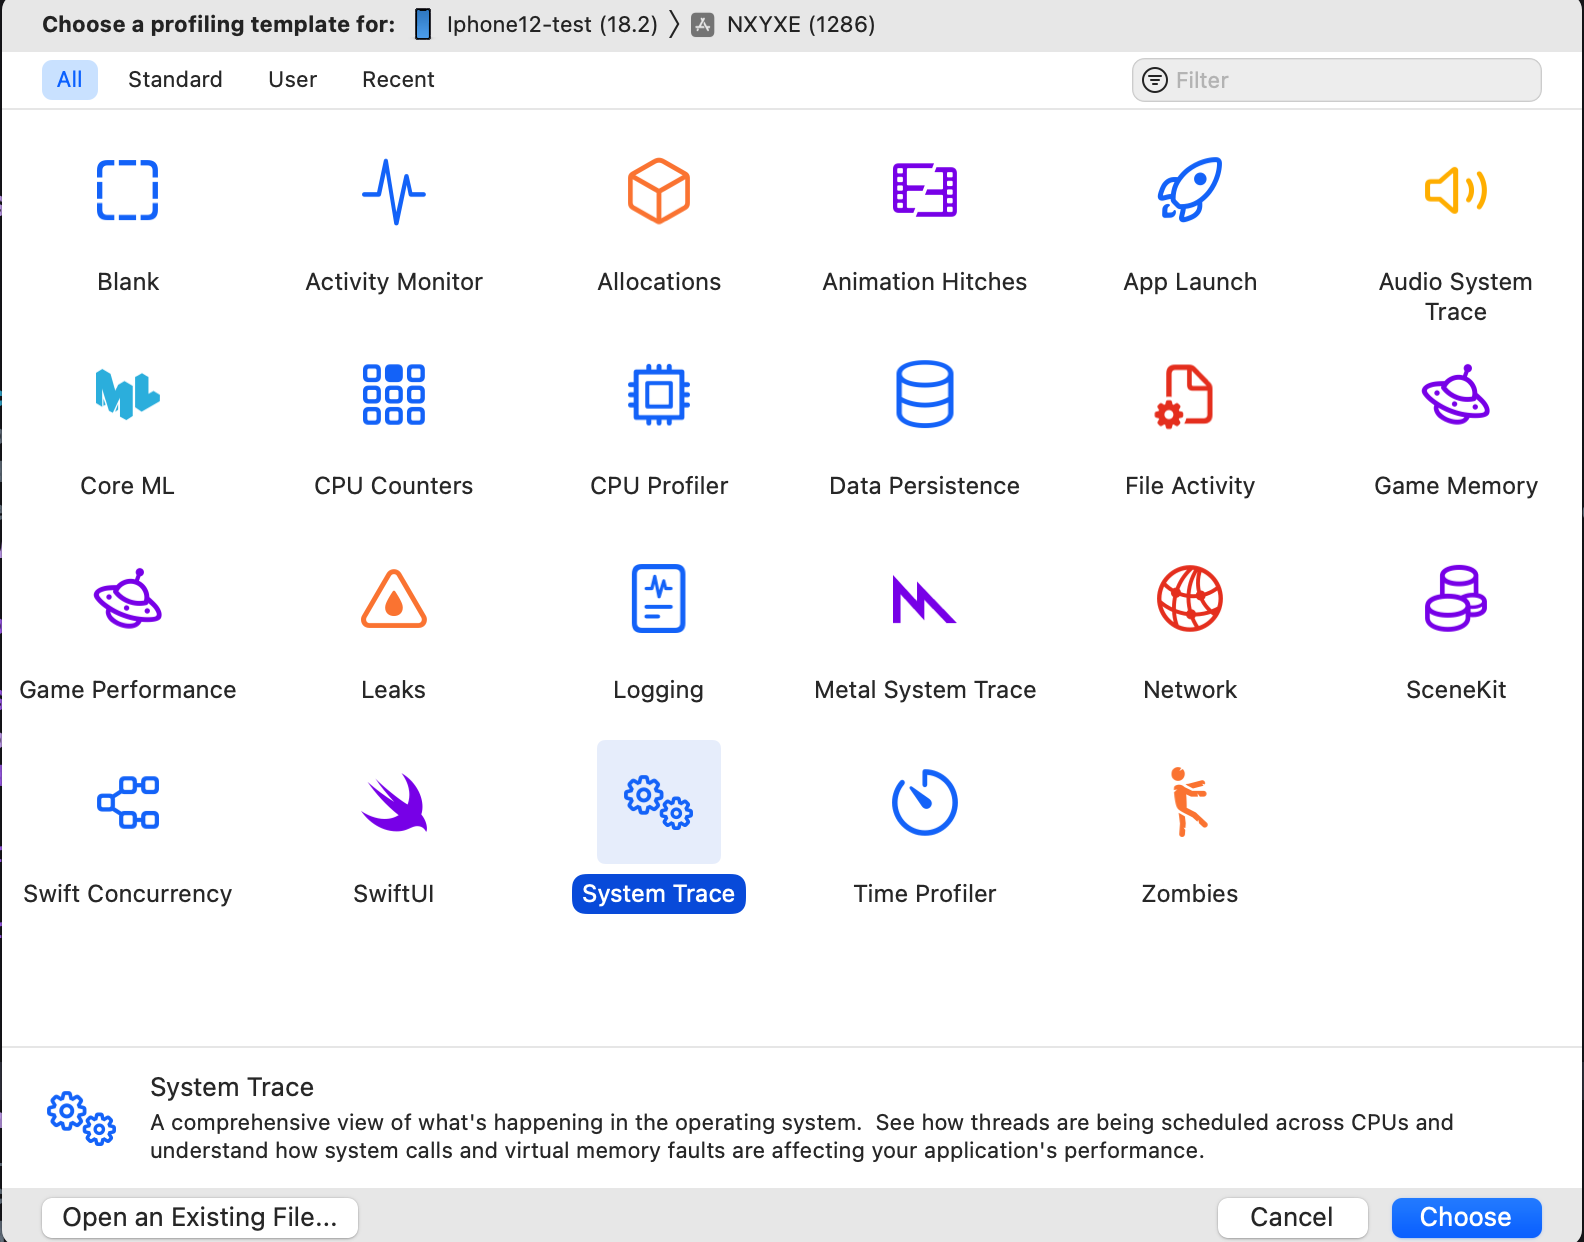 Choose a profiling template for: Iphone12-test (18.2) 〉 NXYXE (1286)
All Standard User Recent Filter
Blank Activity Monitor Allocations Animation Hitches App Launch Audio System
Trace
Core ML CPU Counters CPU Profiler Data Persistence File Activity Game Memory
Game Performance Leaks Logging Metal System Trace Network SceneKit
Swift Concurrency SwiftUI System Trace Time Profiler Zombies
System Trace
A comprehensive view of what's happening in the operating system.  See how threads are being scheduled across CPUs and
understand how system calls and virtual memory faults are affecting your application's performance.
Open an Existing File... Cancel Choose